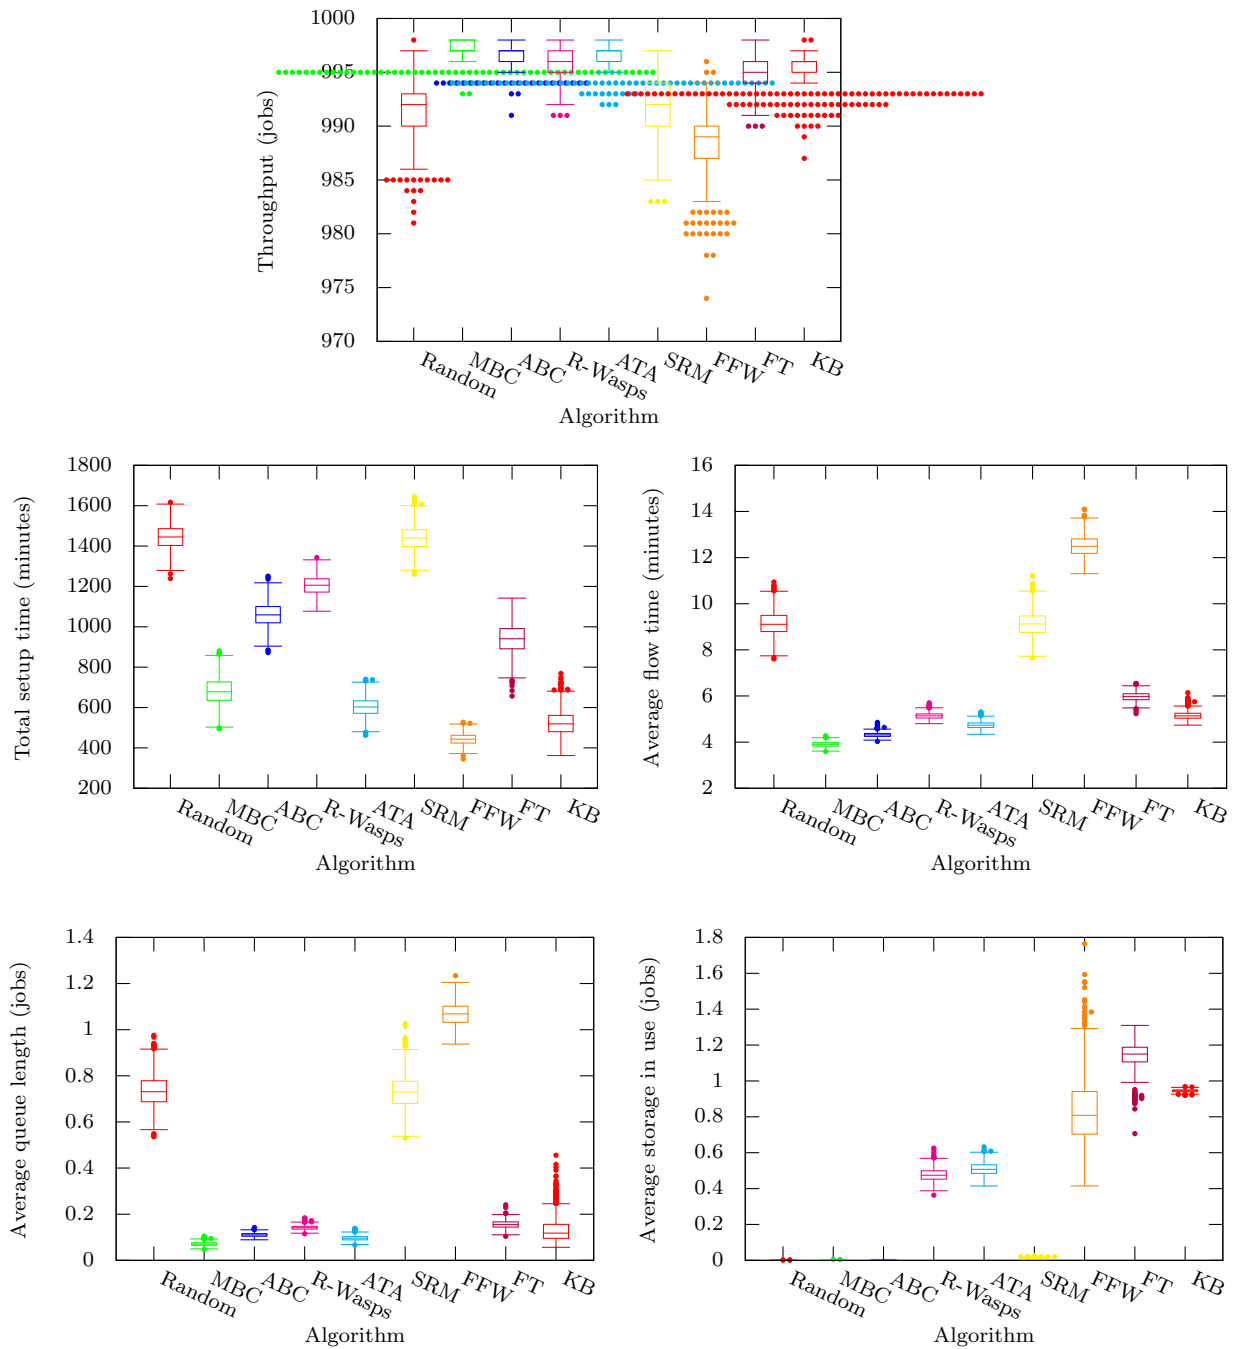 1000
995
990
985
980
975
970
Throughput (jobs)
Random
MBC
ABC
R-Wasps
ATA
SRM
FFW
FT
KB
Algorithm
1800
1600
1400
1200
1000
800
600
400
200
Total setup time (minutes)
Random
MBC
ABC
R-Wasps
ATA
SRM
FFW
FT
KB
Algorithm
16
14
12
10
8
6
4
2
Average flow time (minutes)
Random
MBC
ABC
R-Wasps
ATA
SRM
FFW
FT
KB
Algorithm
1.4
1.2
1
0.8
0.6
0.4
0.2
0
Average queue length (jobs)
Random
MBC
ABC
R-Wasps
ATA
SRM
FFW
FT
KB
Algorithm
1.8
1.6
1.4
1.2
1
0.8
0.6
0.4
0.2
0
Average storage in use (jobs)
Random
MBC
ABC
R-Wasps
ATA
SRM
FFW
FT
KB
Algorithm